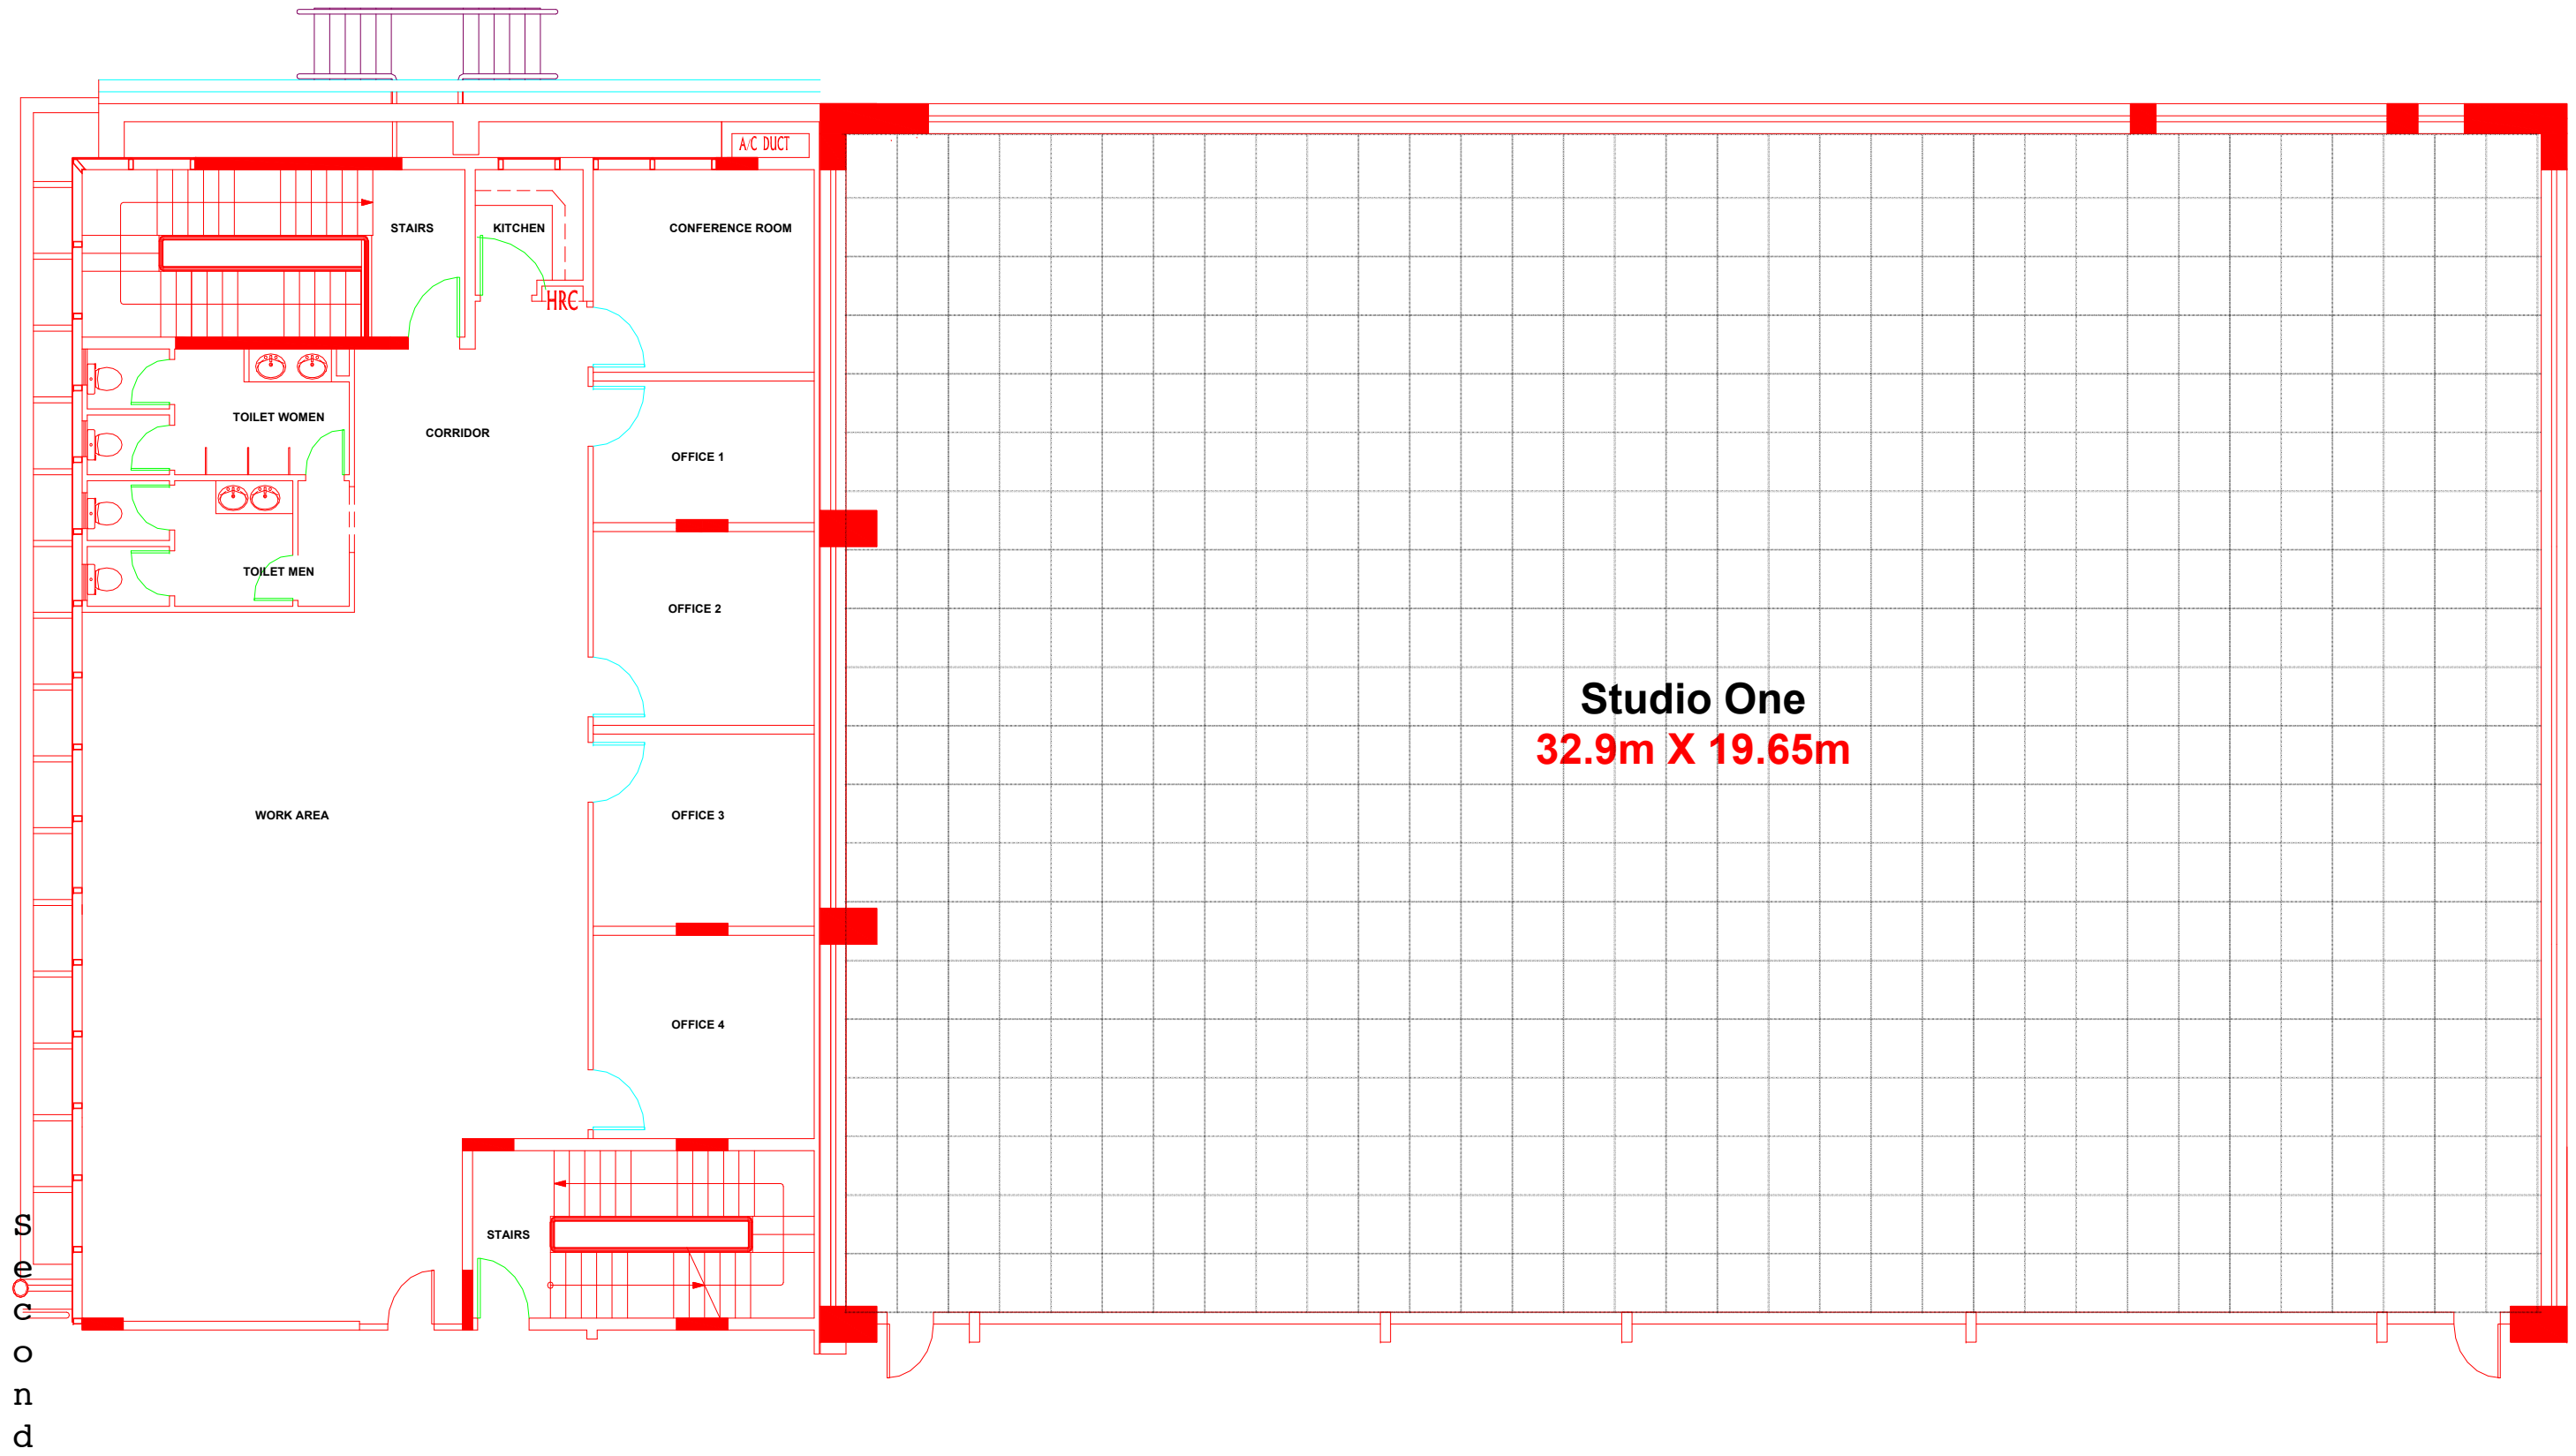 A/C DUCT
STAIRS
KITCHEN
CONFERENCE ROOM
HRC
TOILET WOMEN
CORRIDOR
OFFICE 1
TOILET MEN
OFFICE 2
Studio One
32.9m X 19.65m
WORK AREA
OFFICE 3
OFFICE 4
STAIRS
Second